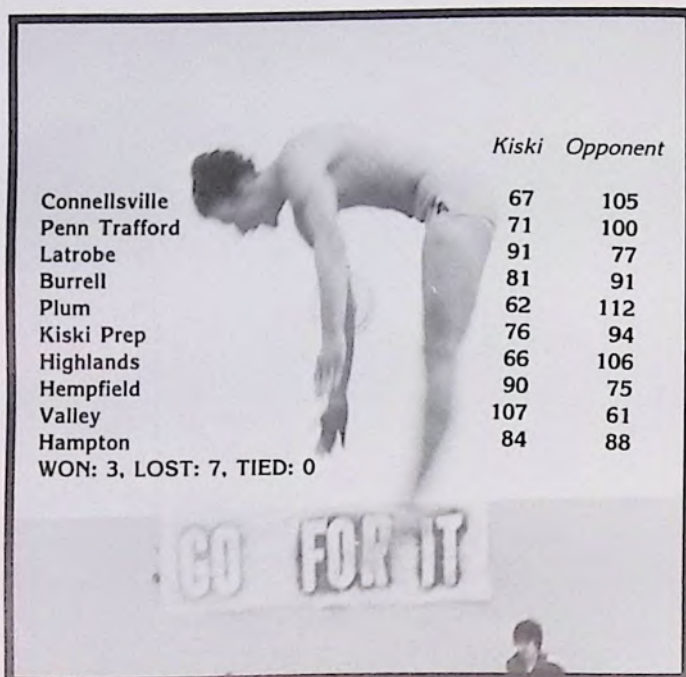 Kiski Opponent
Connellsville 67 105
Penn Trafford 71 100
Latrobe 91 77
Burrell 81 91
Plum 62 112
Kiski Prep 76 94
Highlands 66 106
Hempfield 90 75
Valley 107 61
Hampton 84 88
WON: 3, LOST: 7, TIED: 0
GO FOR IT